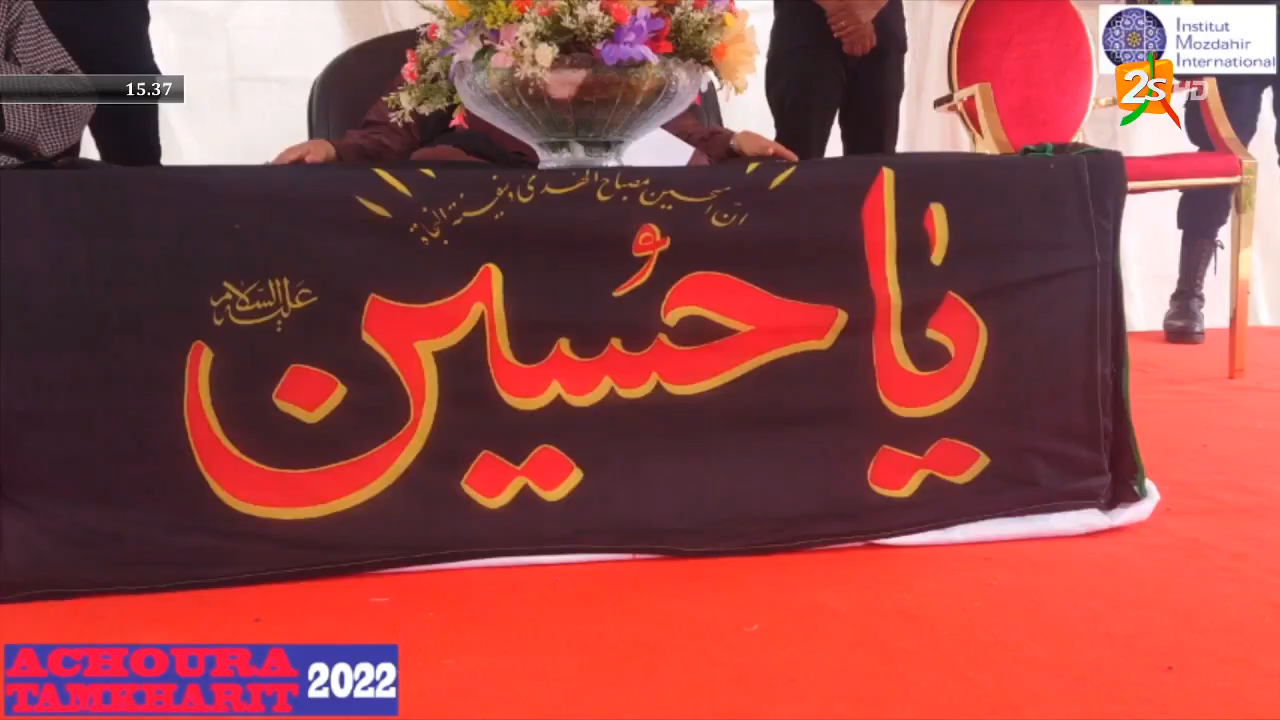 15.37
Institut
Mozdahir
International
2s HD
إن الحسين مصباح الهدى وسفينة النجاة
يا حُسين
عليه السلام
ACHOURA
TAMKHARIT
2022